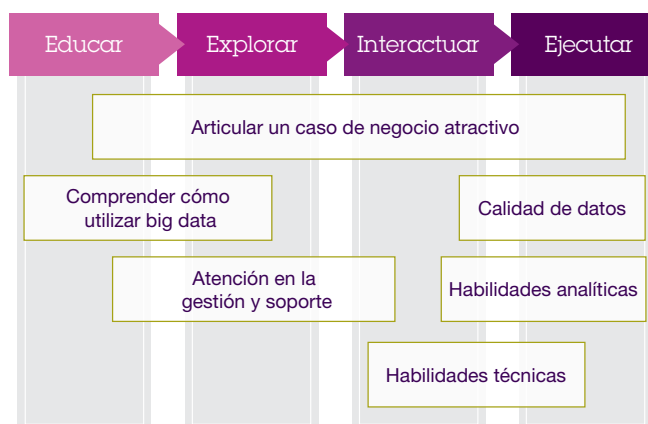 Educar
Explorar
Interactuar
Ejecutar
Articular un caso de negocio atractivo
Comprender cómo
utilizar big data
Calidad de datos
Atención en la
gestión y soporte
Habilidades analíticas
Habilidades técnicas